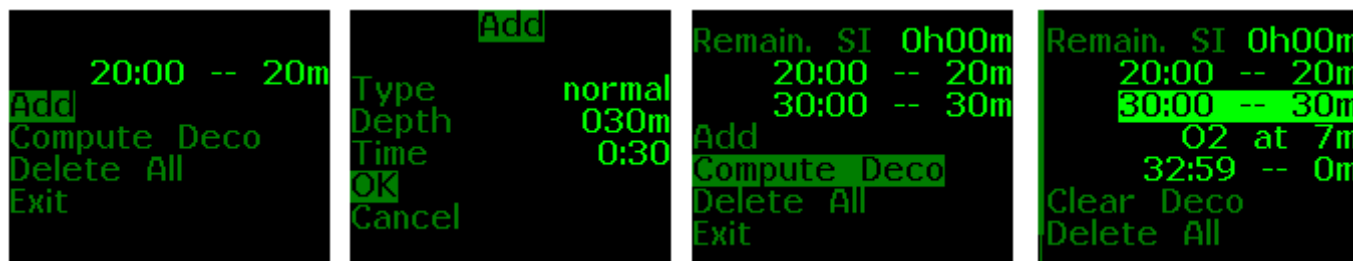 20:00 -- 20m
Add
Compute Deco
Delete All
Exit
Add
Type normal
Depth 030m
Time 0:30
OK
Cancel
Remain. SI 0h00m
20:00 -- 20m
30:00 -- 30m
Add
Compute Deco
Delete All
Exit
Remain. SI 0h00m
20:00 -- 20m
30:00 -- 30m
O2 at 7m
32:59 -- 0m
Clear Deco
Delete All